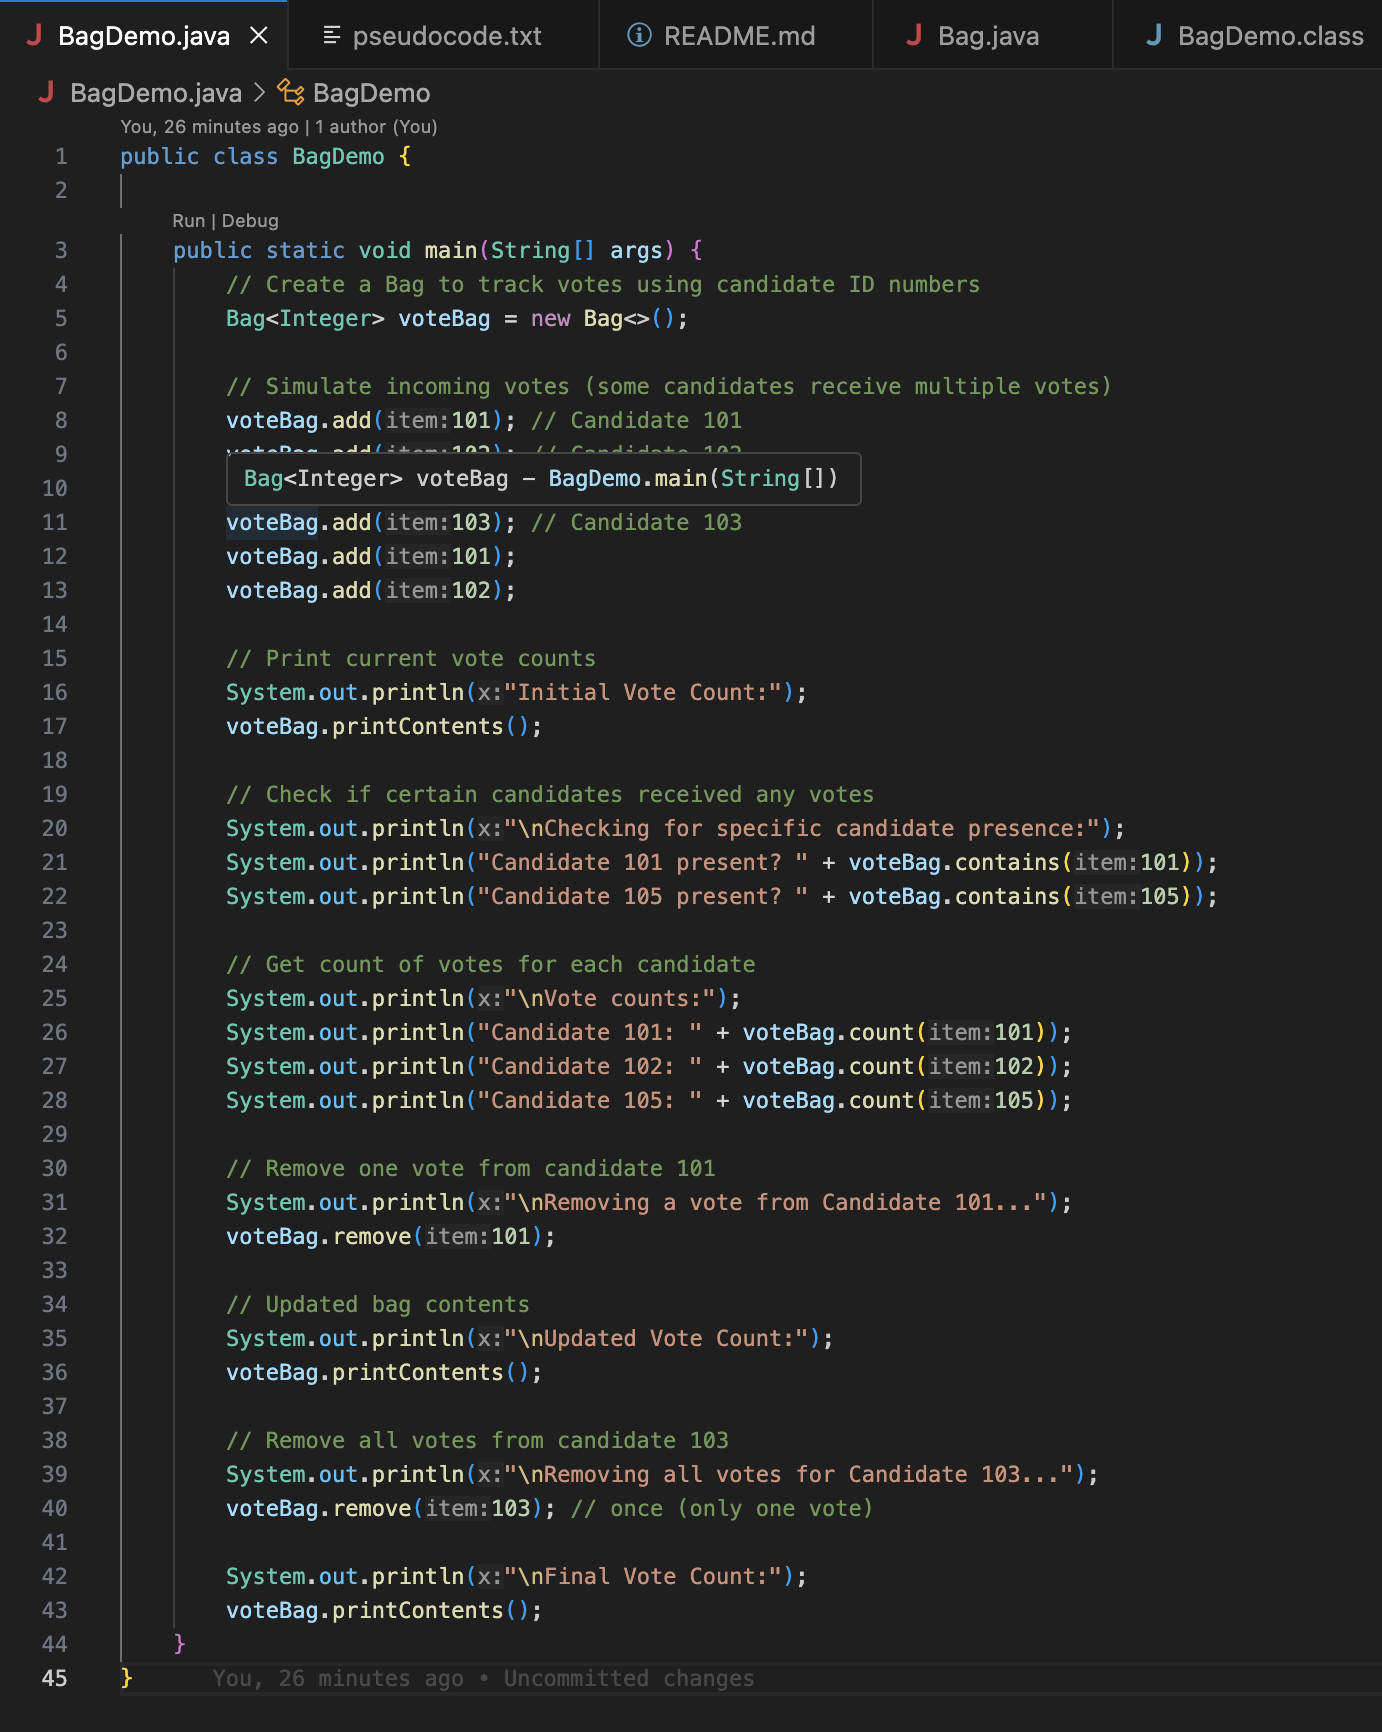 BagDemo.java
pseudocode.txt
README.md
Bag.java
BagDemo.class
BagDemo.java > BagDemo
You, 26 minutes ago | 1 author (You)
1 public class BagDemo {
2
Run | Debug
3 public static void main(String[] args) {
4 // Create a Bag to track votes using candidate ID numbers
5 Bag<Integer> voteBag = new Bag<>();
6
7 // Simulate incoming votes (some candidates receive multiple votes)
8 voteBag.add(item:101); // Candidate 101
9 voteBag.add(item:102); // Candidate 102
Bag<Integer> voteBag – BagDemo.main(String[])
10
11 voteBag.add(item:103); // Candidate 103
12 voteBag.add(item:101);
13 voteBag.add(item:102);
14
15 // Print current vote counts
16 System.out.println(x:"Initial Vote Count:");
17 voteBag.printContents();
18
19 // Check if certain candidates received any votes
20 System.out.println(x:"\nChecking for specific candidate presence:");
21 System.out.println("Candidate 101 present? " + voteBag.contains(item:101));
22 System.out.println("Candidate 105 present? " + voteBag.contains(item:105));
23
24 // Get count of votes for each candidate
25 System.out.println(x:"\nVote counts:");
26 System.out.println("Candidate 101: " + voteBag.count(item:101));
27 System.out.println("Candidate 102: " + voteBag.count(item:102));
28 System.out.println("Candidate 105: " + voteBag.count(item:105));
29
30 // Remove one vote from candidate 101
31 System.out.println(x:"\nRemoving a vote from Candidate 101...");
32 voteBag.remove(item:101);
33
34 // Updated bag contents
35 System.out.println(x:"\nUpdated Vote Count:");
36 voteBag.printContents();
37
38 // Remove all votes from candidate 103
39 System.out.println(x:"\nRemoving all votes for Candidate 103...");
40 voteBag.remove(item:103); // once (only one vote)
41
42 System.out.println(x:"\nFinal Vote Count:");
43 voteBag.printContents();
44 }
45 } You, 26 minutes ago • Uncommitted changes